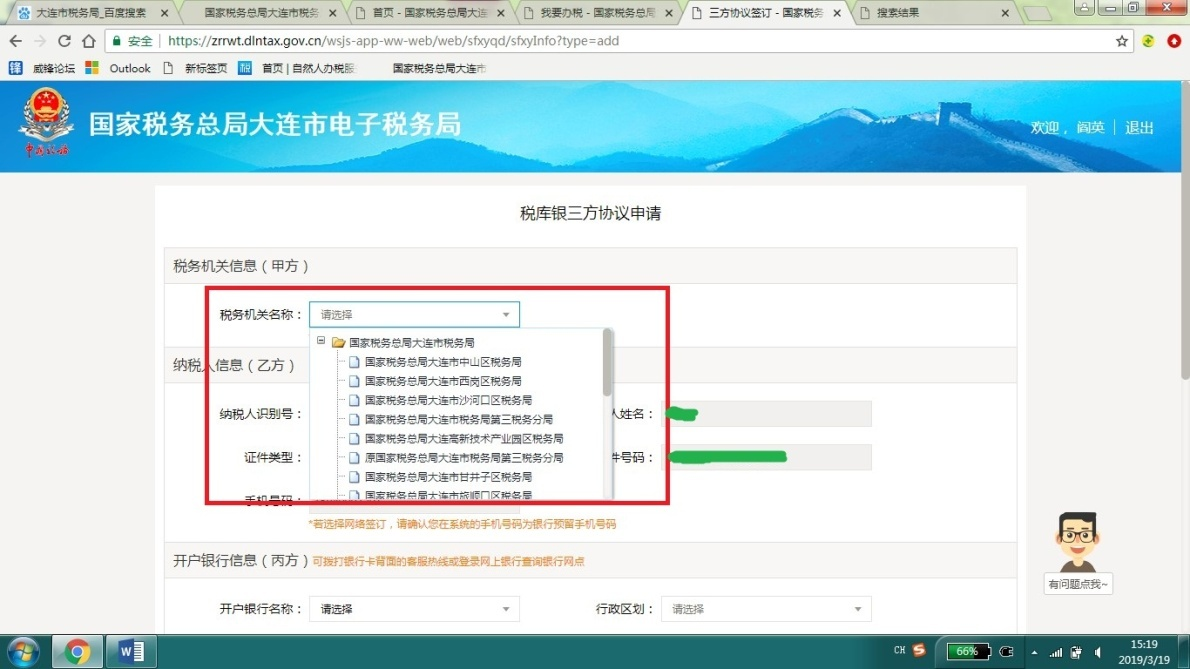 大连市税务局_百度搜索
国家税务总局大连市税务
首页 - 国家税务总局大连
我要办税 - 国家税务总局
三方协议签订 - 国家税务
搜索结果
安全 https://zrrwt.dlntax.gov.cn/wsjs-app-ww-web/web/sfxyqd/sfxyInfo?type=add
锋 威锋论坛 Outlook 新标签页 首页 | 自然人办税服 国家税务总局大连市
国家税务总局大连市电子税务局
中国税务
欢迎，阎英 | 退出
税库银三方协议申请
税务机关信息（甲方）
税务机关名称： 请选择
国家税务总局大连市税务局
国家税务总局大连市中山区税务局
国家税务总局大连市西岗区税务局
国家税务总局大连市沙河口区税务局
国家税务总局大连市税务局第三税务分局
国家税务总局大连高新技术产业园区税务局
原国家税务总局大连市税务局第三税务分局
国家税务总局大连市甘井子区税务局
国家税务总局大连市旅顺口区税务局
纳税人信息（乙方）
纳税人识别号： 人姓名：
证件类型： 件号码：
手机号码：
*若选择网络签订，请确认您在系统的手机号码为银行预留手机号码
开户银行信息（丙方）可拨打银行卡背面的客服热线或登录网上银行查询银行网点
开户银行名称： 请选择 行政区划： 请选择
有问题点我~
CH 66% 15:19
2019/3/19